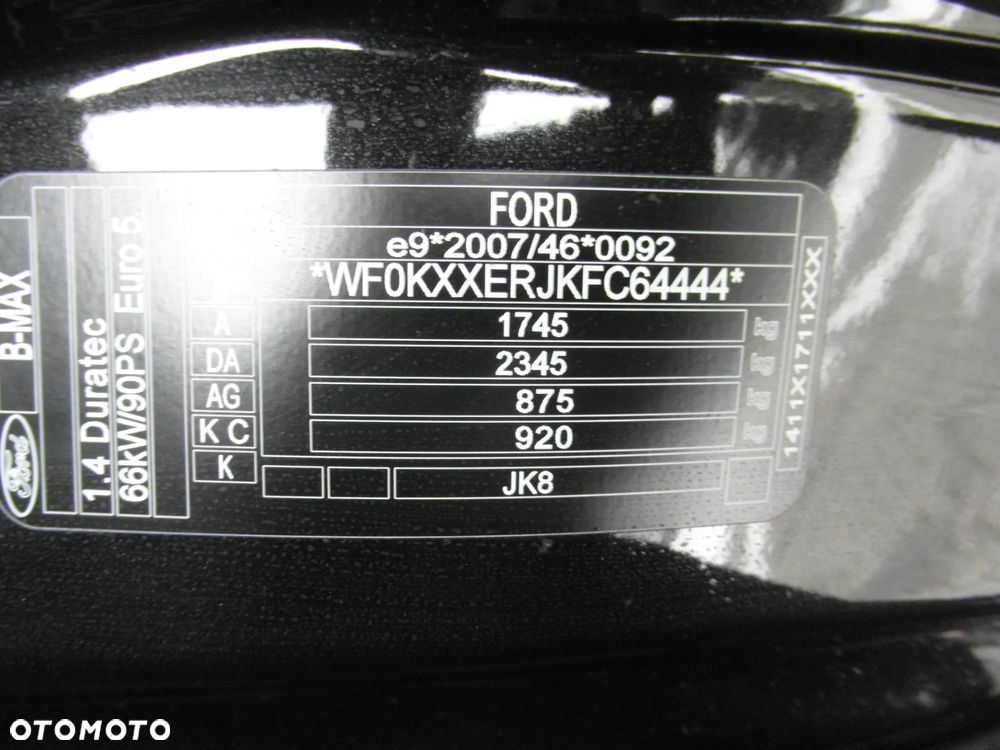 FORD
e9*2007/46*0092
*WF0KXXERJKFC64444*
A 1745 kg
DA 2345 kg
AG 875 kg
K C 920 kg
K JK8
1411X1711XXX
B-MAX
Ford
1.4 Duratec
66kW/90PS Euro 5
OTOMOTO